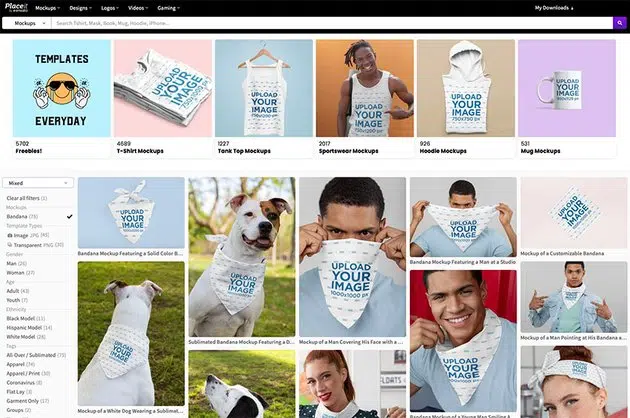 Placeit
by envato
Mockups
Designs
Logos
Videos
Gaming
My Downloads
Mockups
Search Tshirt, Mask, Book, Mug, Hoodie, iPhone...
TEMPLATES
EVERYDAY
UPLOAD
YOUR
IMAGE
UPLOAD
YOUR
IMAGE
750x1250 px
UPLOAD
YOUR
IMAGE
UPLOAD
YOUR
IMAGE
750x750 px
UPLOAD
YOUR
IMAGE
5702
Freebies!
4689
T-Shirt Mockups
1227
Tank Top Mockups
2017
Sportswear Mockups
926
Hoodie Mockups
531
Mug Mockups
Mixed
Clear all filters (1)
Mockups
Bandana (75)
Template Types
Image JPG
Transparent PNG
Gender
Man (26)
Woman (27)
Age
Adult (43)
Youth (7)
Ethnicity
Black Model (11)
Hispanic Model (14)
White Model (28)
Tags
All-Over / Sublimated (75)
Apparel (74)
Apparel / Print (30)
Coronavirus (8)
Flat Lay (3)
Garment Only (17)
Groups
UPLOAD
YOUR
IMAGE
Bandana Mockup Featuring a Solid Color B...
UPLOAD
YOUR
IMAGE
Mockup of a White Dog Wearing a Sublimat...
UPLOAD
YOUR
IMAGE
Sublimated Bandana Mockup Featuring a D...
UPLOAD
YOUR
IMAGE
1000x1000 px
Mockup of a Man Covering His Face with a ...
UPLOAD
YOUR
IMAGE
Bandana Mockup Featuring a Man at a Studio
UPLOAD
YOUR
IMAGE
Bandana Mockup of a Young Man Smiling
UPLOAD
YOUR
IMAGE
Mockup of a Customizable Bandana
Mockup of a Man Pointing at His Bandana a...